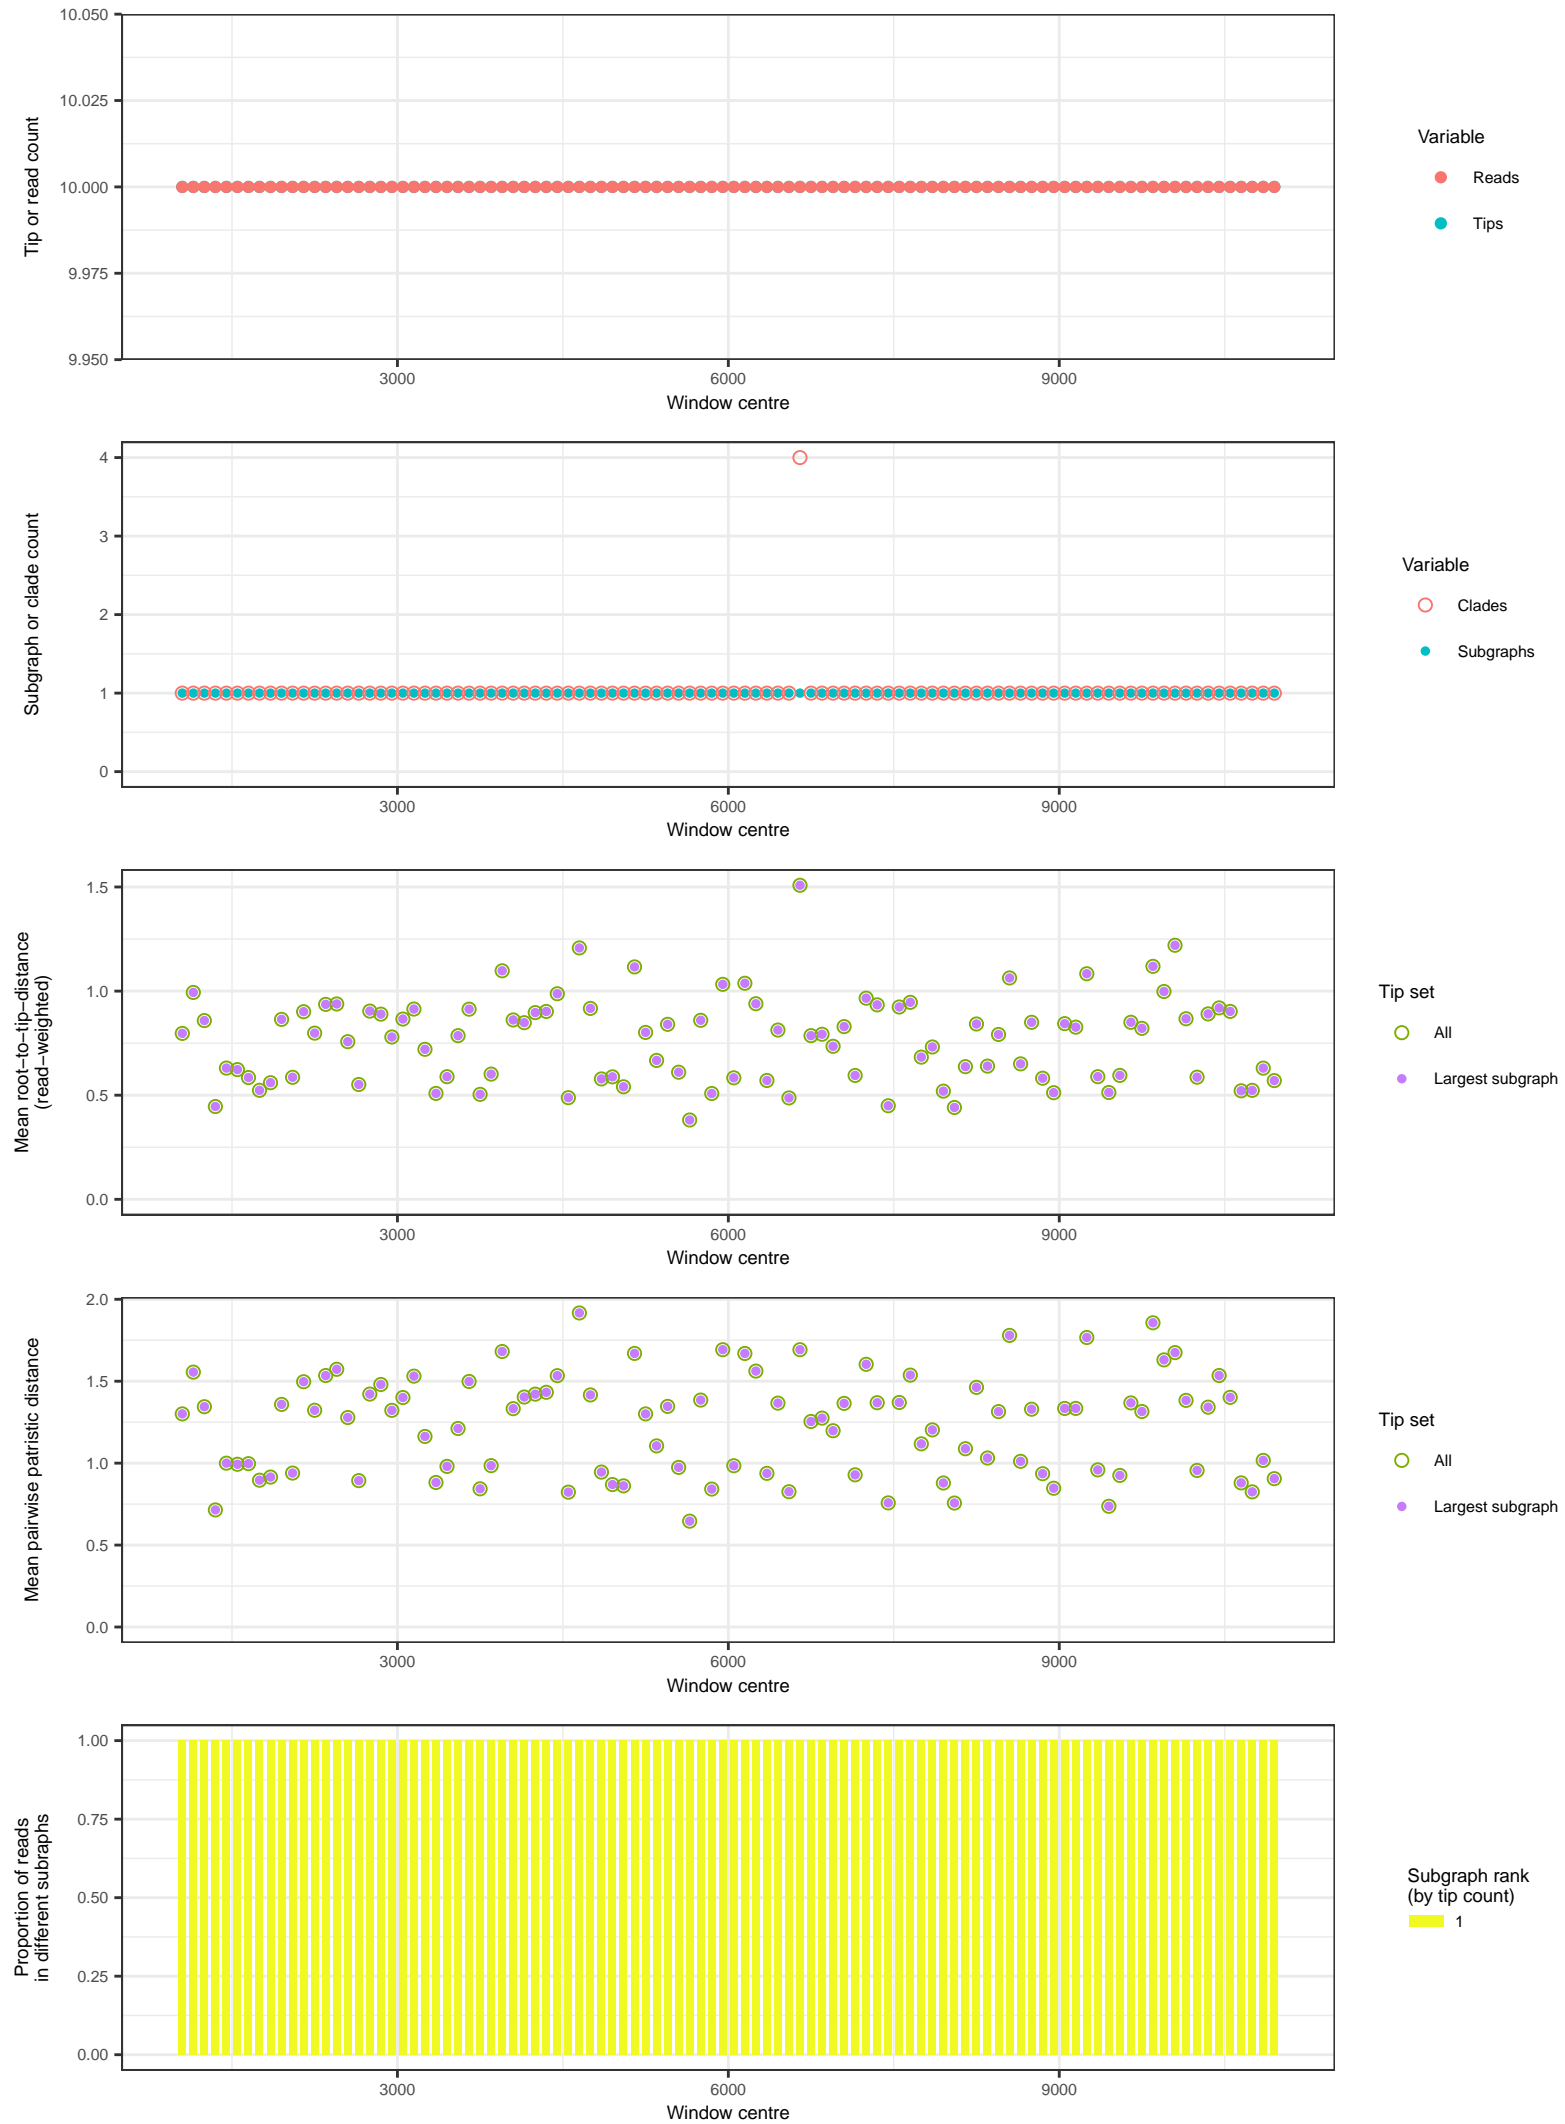 10.050
10.025
10.000
9.975
9.950
Tip or read count
3000
6000
9000
Window centre
Variable
Reads
Tips
4
3
2
1
0
Subgraph or clade count
3000
6000
9000
Window centre
Variable
Clades
Subgraphs
1.5
1.0
0.5
0.0
Mean root−to−tip−distance
(read−weighted)
3000
6000
9000
Window centre
Tip set
All
Largest subgraph
2.0
1.5
1.0
0.5
0.0
Mean pairwise patristic distance
3000
6000
9000
Window centre
Tip set
All
Largest subgraph
1.00
0.75
0.50
0.25
0.00
Proportion of reads
in different subraphs
3000
6000
9000
Window centre
Subgraph rank
(by tip count)
1